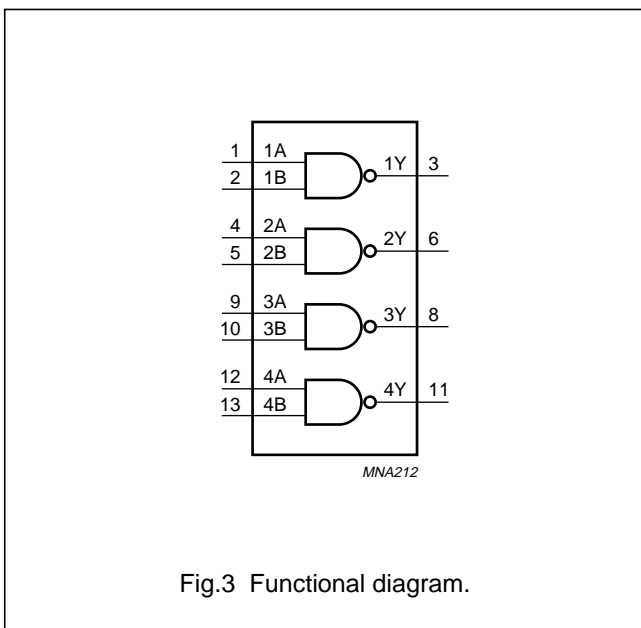 1 1A 1Y 3
2 1B
4 2A 2Y 6
5 2B
9 3A 3Y 8
10 3B
12 4A 4Y 11
13 4B
MNA212
Fig.3 Functional diagram.